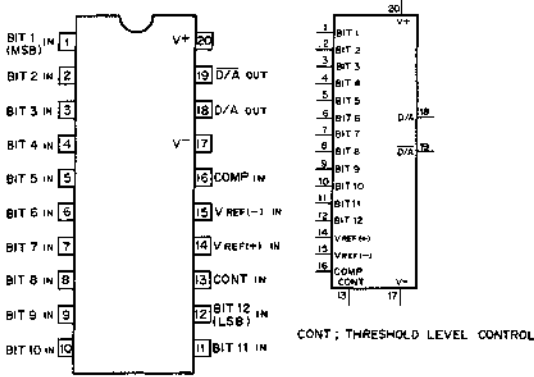 BIT 1 IN 1
(MSB)
BIT 2 IN 2
BIT 3 IN 3
BIT 4 IN 4
BIT 5 IN 5
BIT 6 IN 6
BIT 7 IN 7
BIT 8 IN 8
BIT 9 IN 9
BIT 10 IN 10
V+ 20
19 D/A OUT
18 D/A OUT
V- 17
16 COMP IN
15 V REF(-) IN
14 V REF(+) IN
13 CONT IN
12 BIT 12 IN
(LSB)
11 BIT 11 IN
20
V+
1 BIT 1
2 BIT 2
3 BIT 3
4 BIT 4
5 BIT 5
6 BIT 6
7 BIT 7
8 BIT 8
9 BIT 9
10 BIT 10
11 BIT 11
12 BIT 12
14 VREF(+)
15 VREF(-)
16 COMP
CONT V-
13 17
D/A 18
D/A 19
CONT ; THRESHOLD LEVEL CONTROL